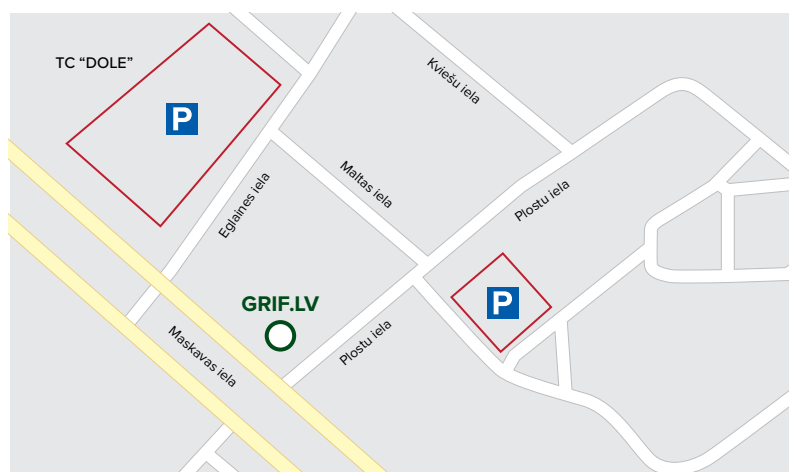 TC “DOLE”
P
Kviešu iela
Maltas iela
Eglaines iela
Plostu iela
GRIF.LV
P
Plostu iela
Maskavas iela